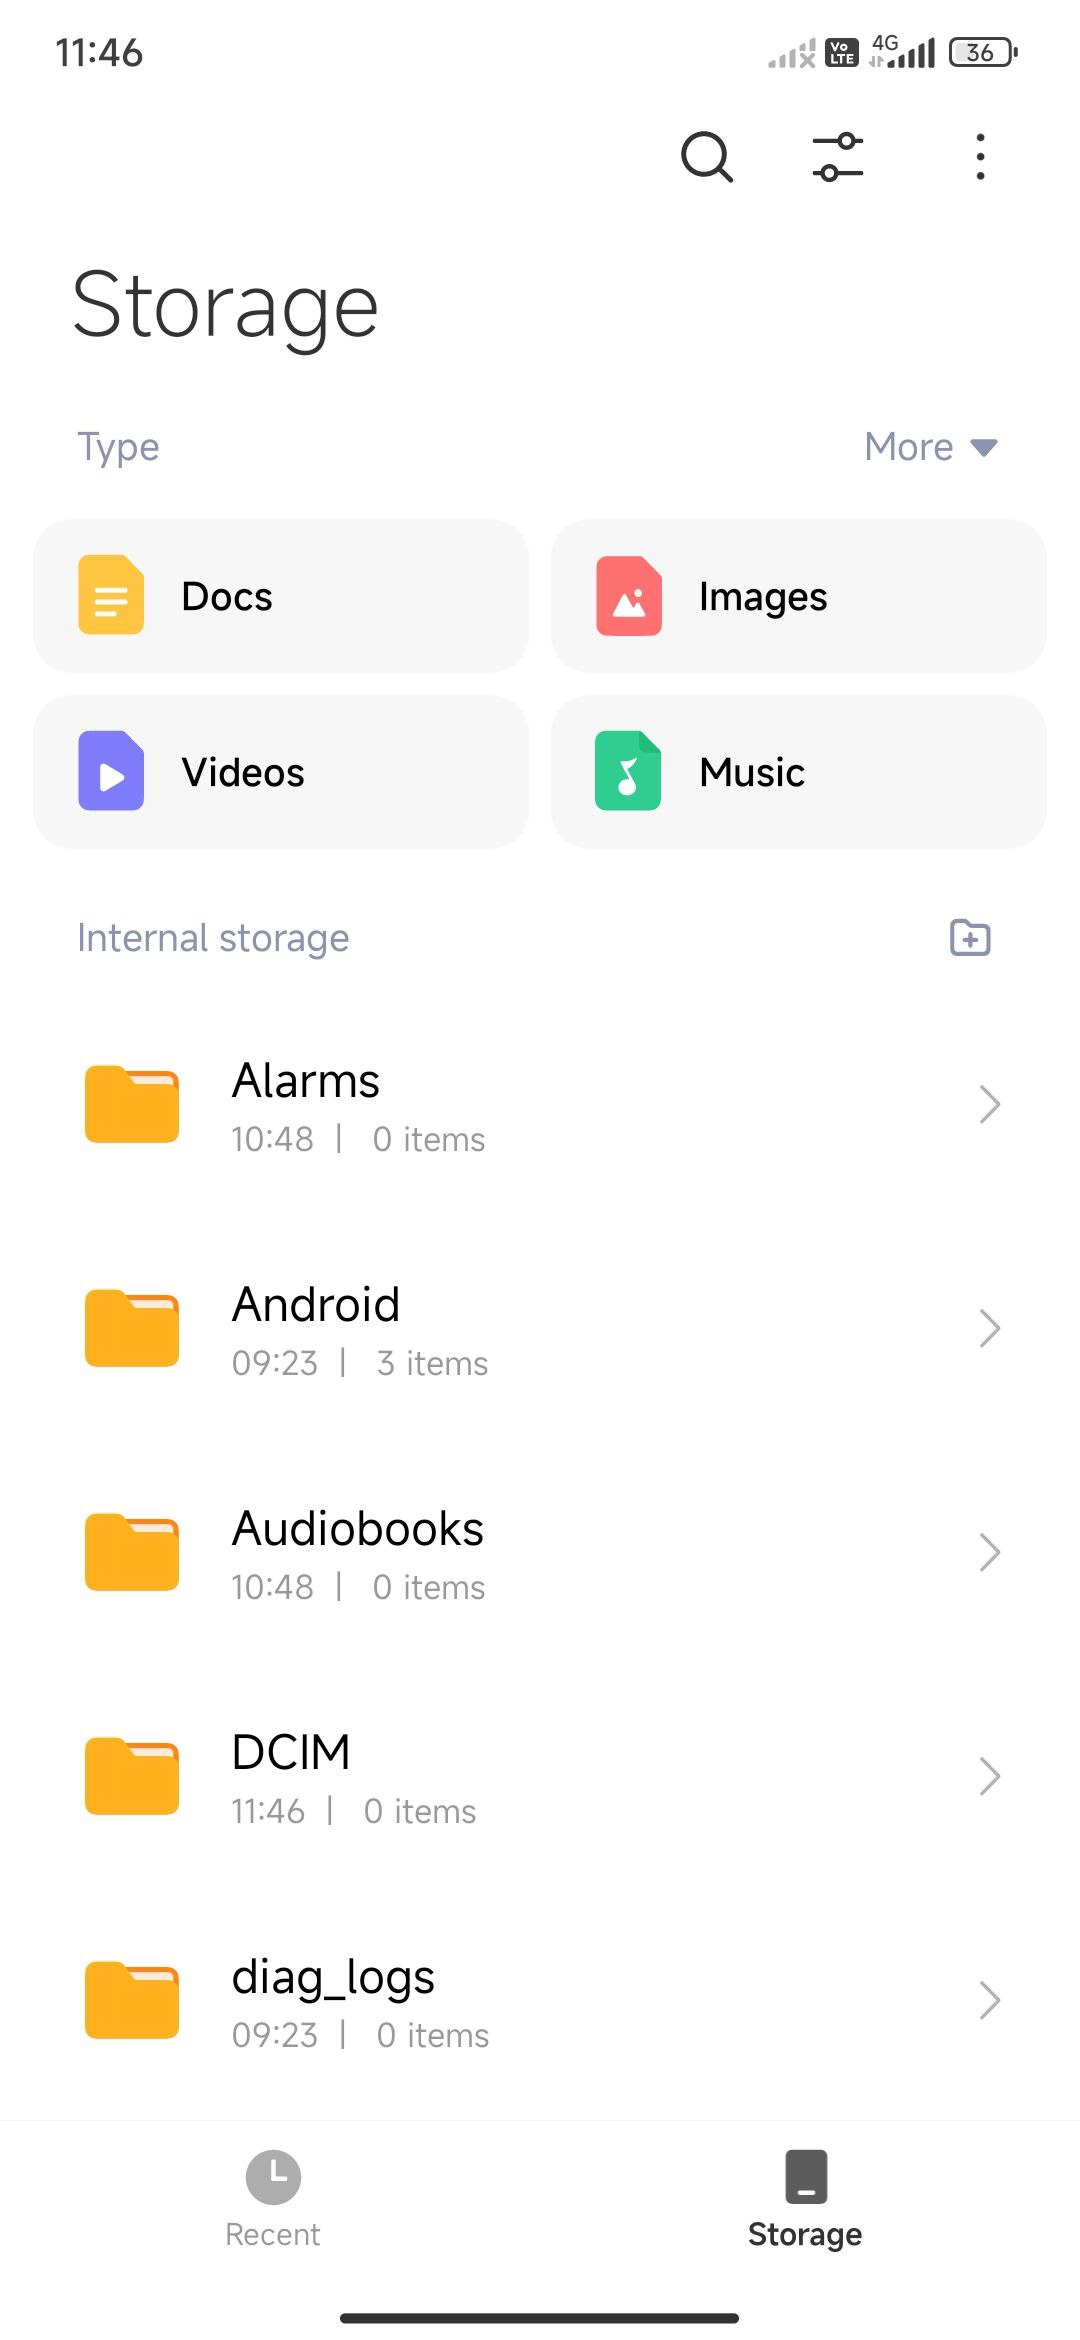 11:46
Vo LTE 4G 36
Storage
Type More
Docs Images
Videos Music
Internal storage
Alarms
10:48 | 0 items
Android
09:23 | 3 items
Audiobooks
10:48 | 0 items
DCIM
11:46 | 0 items
diag_logs
09:23 | 0 items
Recent Storage